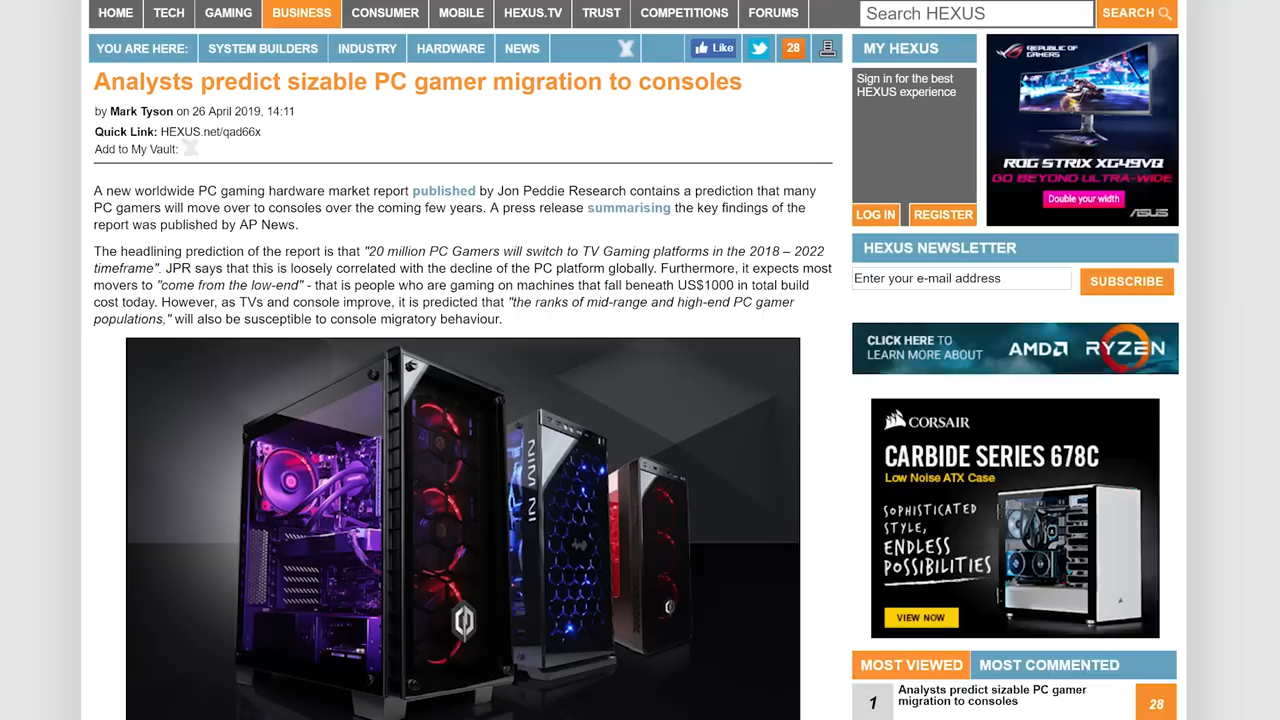 HOME TECH GAMING BUSINESS CONSUMER MOBILE HEXUS.TV TRUST COMPETITIONS FORUMS Search HEXUS SEARCH
YOU ARE HERE: SYSTEM BUILDERS INDUSTRY HARDWARE NEWS Like 28
Analysts predict sizable PC gamer migration to consoles
by Mark Tyson on 26 April 2019, 14:11
Quick Link: HEXUS.net/qad66x
Add to My Vault:
A new worldwide PC gaming hardware market report published by Jon Peddie Research contains a prediction that many
PC gamers will move over to consoles over the coming few years. A press release summarising the key findings of the
report was published by AP News.
The headlining prediction of the report is that "20 million PC Gamers will switch to TV Gaming platforms in the 2018 – 2022
timeframe". JPR says that this is loosely correlated with the decline of the PC platform globally. Furthermore, it expects most
movers to "come from the low-end" - that is people who are gaming on machines that fall beneath US$1000 in total build
cost today. However, as TVs and console improve, it is predicted that "the ranks of mid-range and high-end PC gamer
populations," will also be susceptible to console migratory behaviour.
IN WIN
MY HEXUS
Sign in for the best
HEXUS experience
LOG IN REGISTER
REPUBLIC OF
GAMERS
ROG STRIX XG49VQ
GO BEYOND ULTRA-WIDE
Double your width
ASUS
HEXUS NEWSLETTER
Enter your e-mail address SUBSCRIBE
CLICK HERE TO
LEARN MORE ABOUT AMD RYZEN
CORSAIR
CARBIDE SERIES 678C
Low Noise ATX Case
SOPHISTICATED
STYLE,
ENDLESS
POSSIBILITIES
VIEW NOW
MOST VIEWED MOST COMMENTED
1 Analysts predict sizable PC gamer
migration to consoles 28